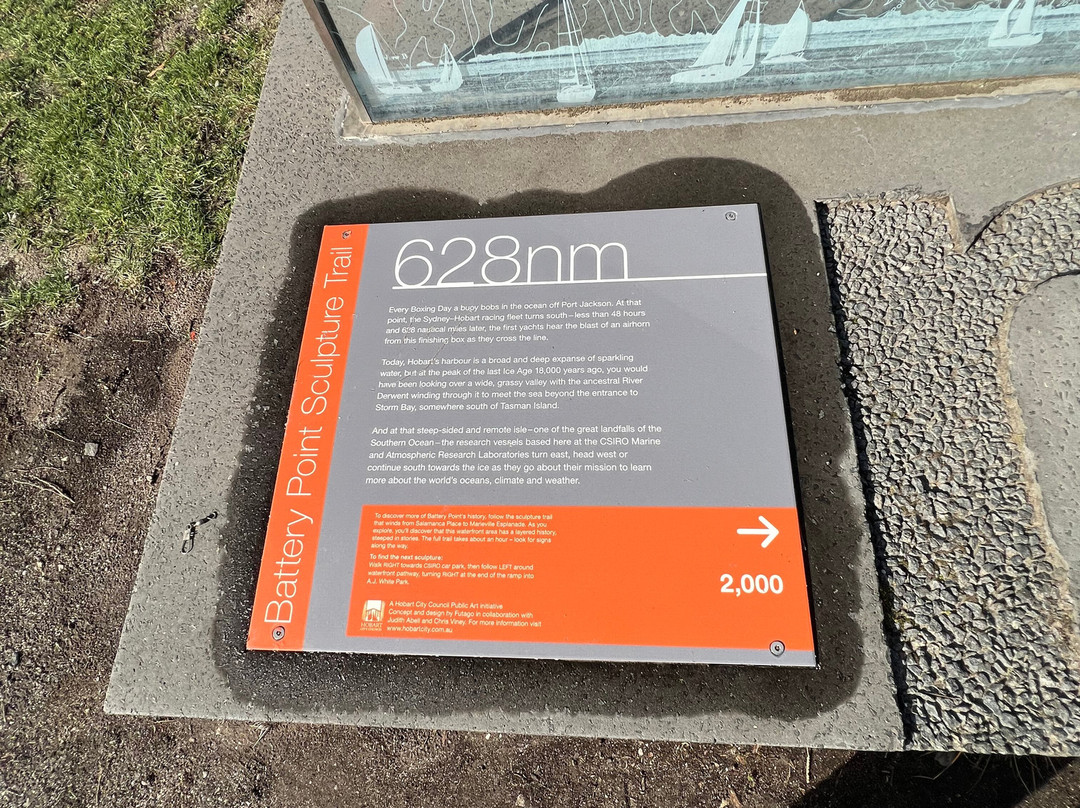 Battery Point Sculpture Trail
628nm
Every Boxing Day a buoy bobs in the ocean off Port Jackson. At that
point, the Sydney–Hobart racing fleet turns south – less than 48 hours
and 628 nautical miles later, the first yachts hear the blast of an airhorn
from this finishing box as they cross the line.
Today, Hobart's harbour is a broad and deep expanse of sparkling
water, but at the peak of the last Ice Age 18,000 years ago, you would
have been looking over a wide, grassy valley with the ancestral River
Derwent winding through it to meet the sea beyond the entrance to
Storm Bay, somewhere south of Tasman Island.
And at that steep-sided and remote isle – one of the great landfalls of the
Southern Ocean – the research vessels based here at the CSIRO Marine
and Atmospheric Research Laboratories turn east, head west or
continue south towards the ice as they go about their mission to learn
more about the world's oceans, climate and weather.
To discover more of Battery Point's history, follow the sculpture trail
that winds from Salamanca Place to Marieville Esplanade. As you
explore, you'll discover that this waterfront area has a layered history,
steeped in stories. The full trail takes about an hour – look for signs
along the way.
To find the next sculpture:
Walk RIGHT towards CSIRO car park, then follow LEFT around
waterfront pathway, turning RIGHT at the end of the ramp into
A.J. White Park.
2,000
HOBART
A Hobart City Council Public Art initiative
Concept and design by Futago in collaboration with
Judith Abell and Chris Viney. For more information visit
www.hobartcity.com.au